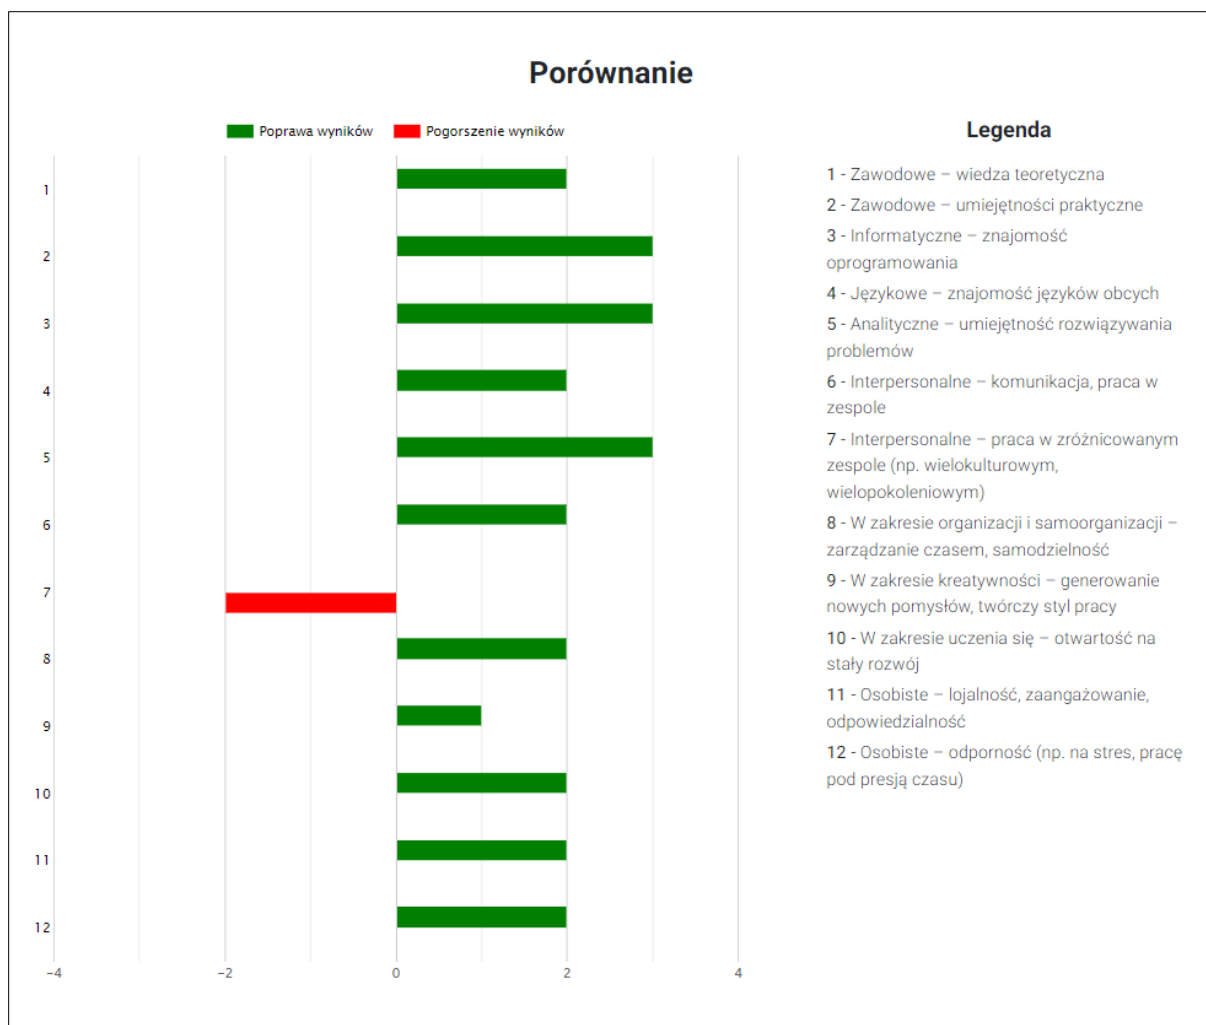 Porównanie
Poprawa wyników
Pogorszenie wyników
1
2
3
4
5
6
7
8
9
10
11
12
−4
−2
0
2
4
Legenda
1 - Zawodowe – wiedza teoretyczna
2 - Zawodowe – umiejętności praktyczne
3 - Informatyczne – znajomość
oprogramowania
4 - Językowe – znajomość języków obcych
5 - Analityczne – umiejętność rozwiązywania
problemów
6 - Interpersonalne – komunikacja, praca w
zespole
7 - Interpersonalne – praca w zróżnicowanym
zespole (np. wielokulturowym,
wielopokoleniowym)
8 - W zakresie organizacji i samoorganizacji –
zarządzanie czasem, samodzielność
9 - W zakresie kreatywności – generowanie
nowych pomysłów, twórczy styl pracy
10 - W zakresie uczenia się – otwartość na
stały rozwój
11 - Osobiste – lojalność, zaangażowanie,
odpowiedzialność
12 - Osobiste – odporność (np. na stres, pracę
pod presją czasu)